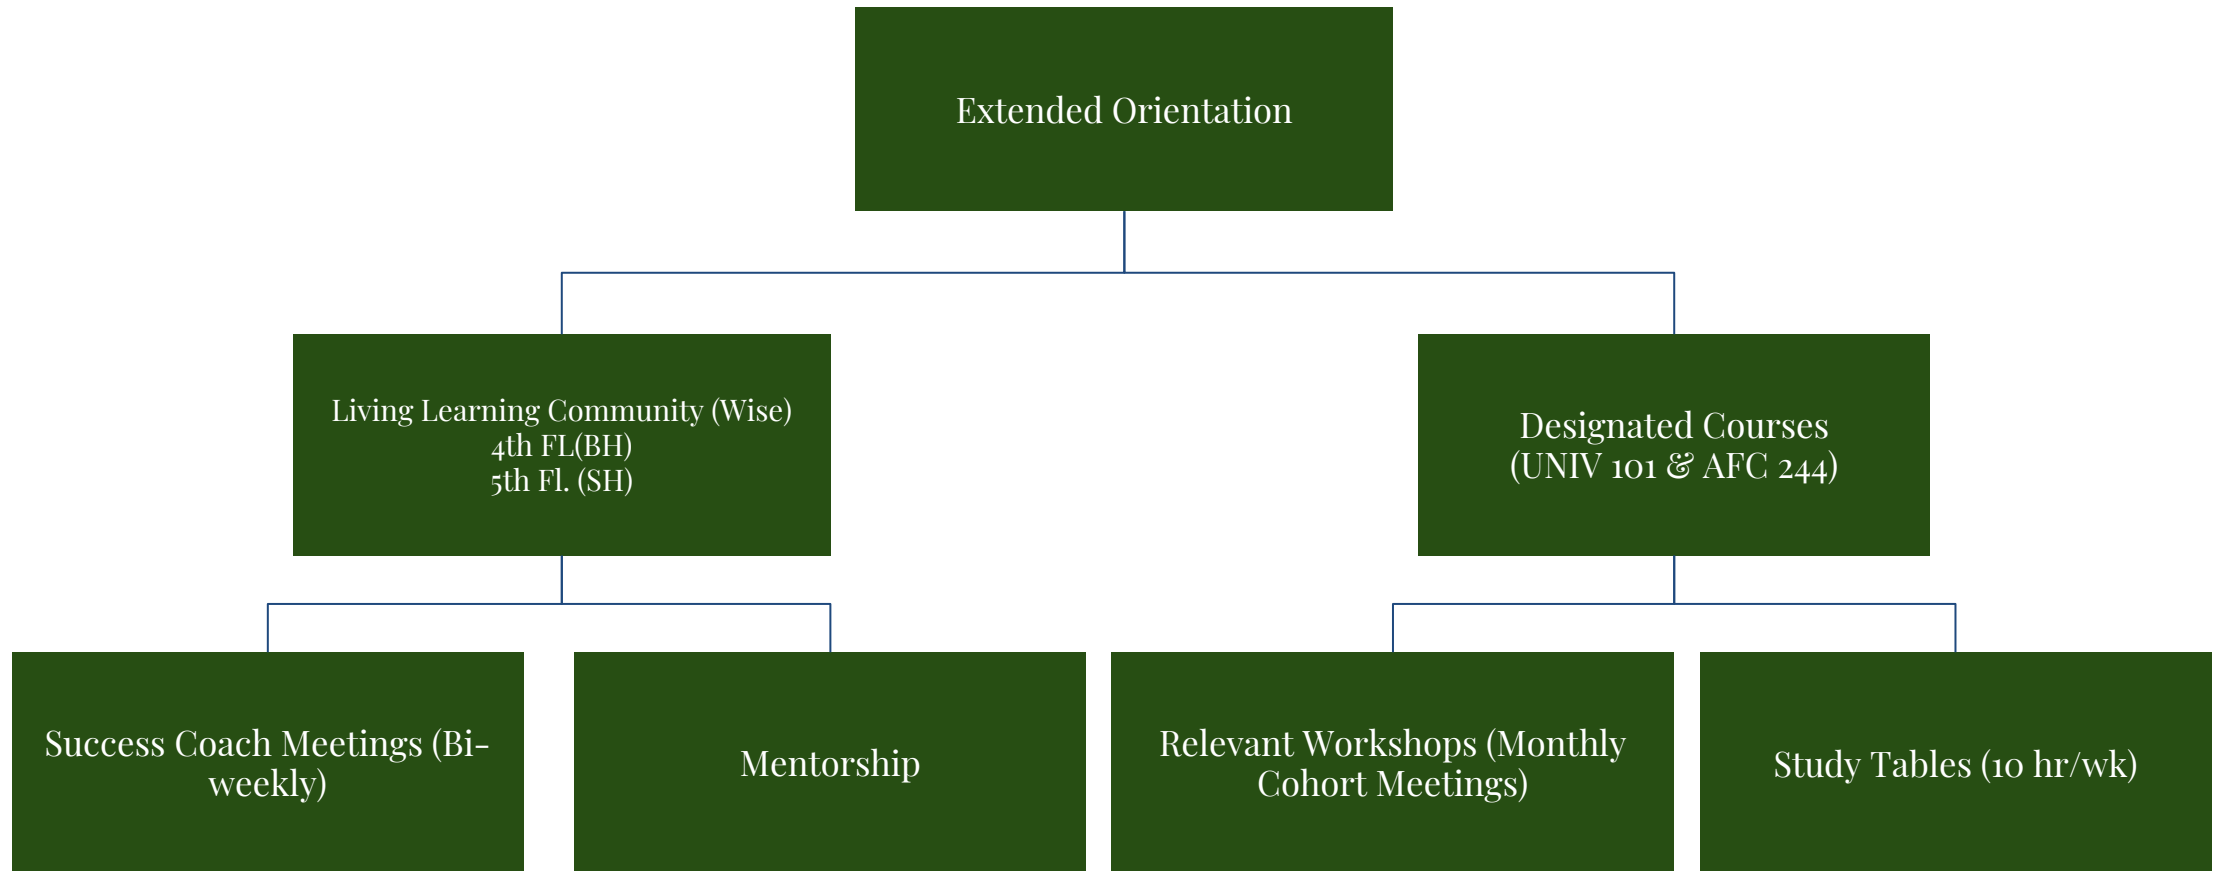 Extended Orientation
Living Learning Community (Wise)
4th FL(BH)
5th Fl. (SH)
Designated Courses
(UNIV 101 & AFC 244)
Success Coach Meetings (Bi-
weekly)
Mentorship
Relevant Workshops (Monthly
Cohort Meetings)
Study Tables (10 hr/wk)